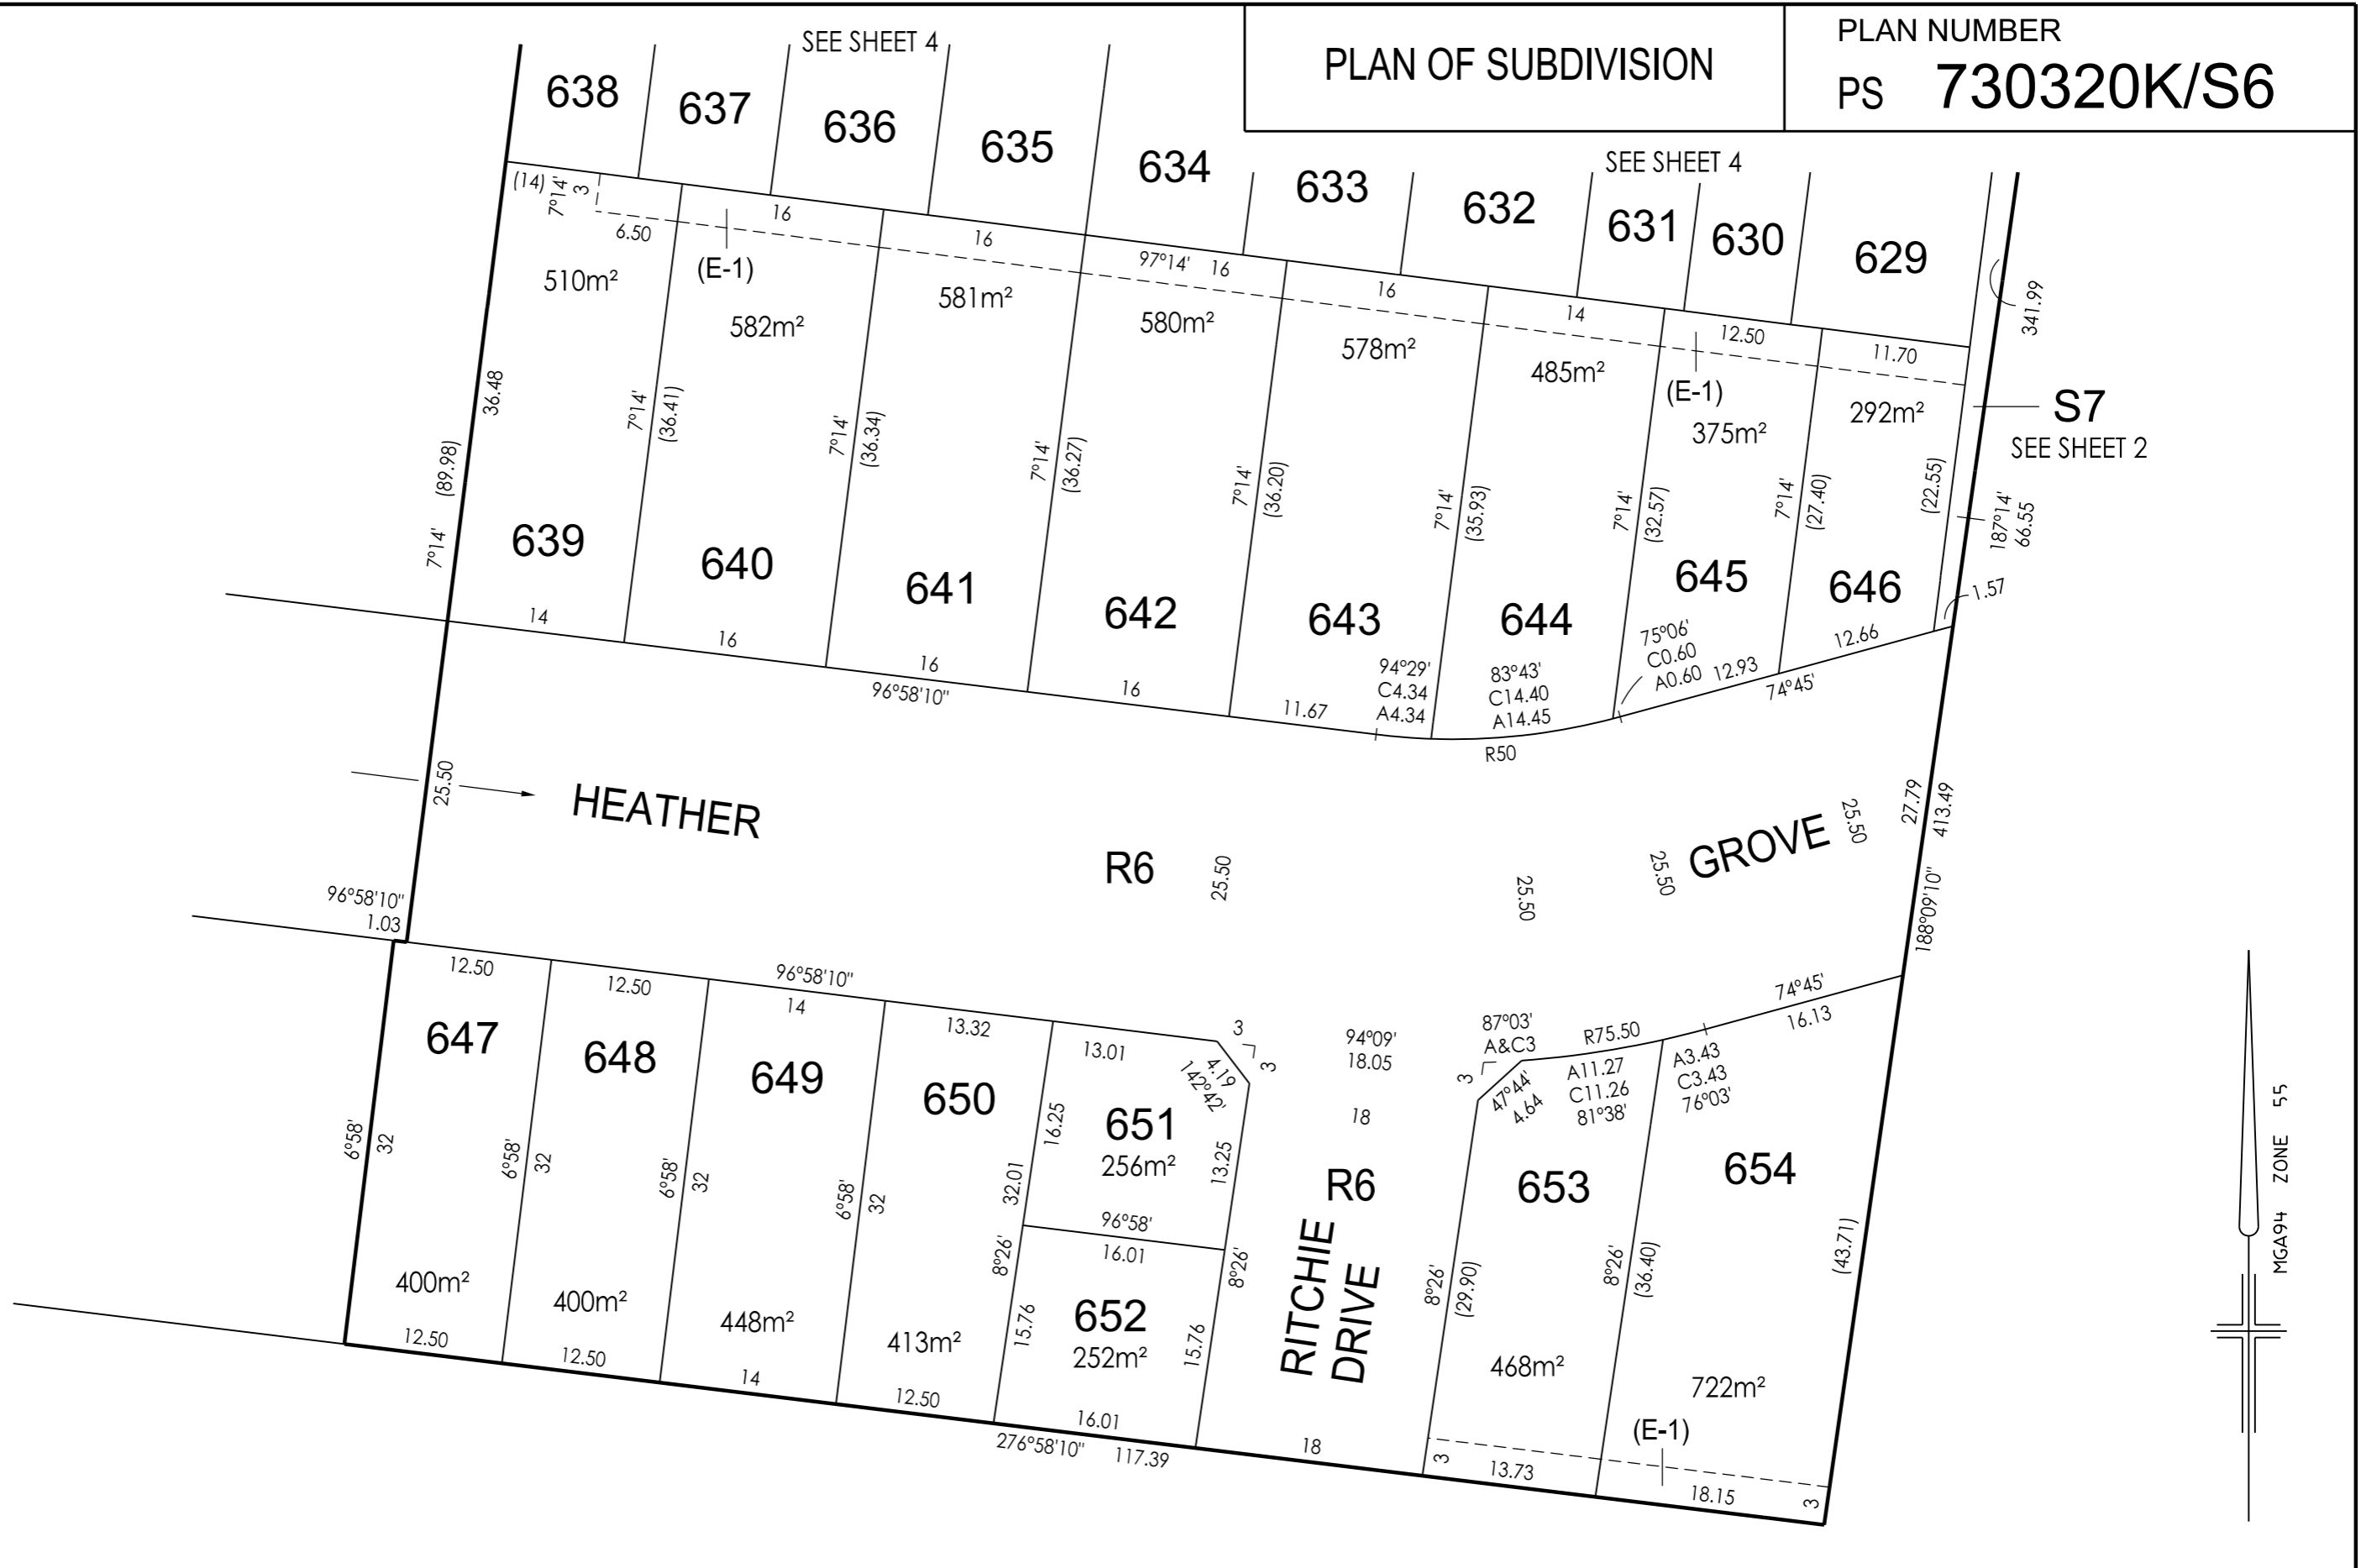 PLAN OF SUBDIVISION
PLAN NUMBER
PS 730320K/S6
SEE SHEET 4
638
637
636
635
634
SEE SHEET 4
633
632
631
630
629
(14)
7°14'
3
6.50
16
16
97°14'
16
16
14
12.50
11.70
341.99
(E-1)
510m²
582m²
581m²
580m²
578m²
485m²
(E-1)
375m²
292m²
S7
SEE SHEET 2
36.48
(89.98)
7°14'
7°14'
(36.41)
7°14'
(36.34)
7°14'
(36.27)
7°14'
(36.20)
7°14'
(35.93)
7°14'
(32.57)
7°14'
(27.40)
(22.55)
187°14'
66.55
1.57
639
640
641
642
643
644
645
646
14
16
16
16
11.67
96°58'10"
94°29'
C4.34
A4.34
83°43'
C14.40
A14.45
R50
75°06'
C0.60
A0.60
12.93
74°45'
12.66
25.50
HEATHER
R6
25.50
25.50
25.50
GROVE
25.50
27.79
413.49
188°09'10"
96°58'10"
1.03
12.50
12.50
96°58'10"
14
13.32
13.01
3
3
4.19
142°42'
94°09'
18.05
18
87°03'
A&C3
3
47°44'
4.64
R75.50
A11.27
C11.26
81°38'
74°45'
16.13
A3.43
C3.43
76°03'
647
648
649
650
651
256m²
653
654
6°58'
32
6°58'
32
6°58'
32
6°58'
32
32.01
8°26'
16.25
13.25
96°58'
16.01
8°26'
R6
RITCHIE
DRIVE
8°26'
(29.90)
8°26'
(36.40)
(43.71)
400m²
400m²
448m²
413m²
15.76
652
252m²
15.76
468m²
722m²
(E-1)
12.50
12.50
14
12.50
16.01
276°58'10"
117.39
18
3
13.73
18.15
3
MGA94 ZONE 55